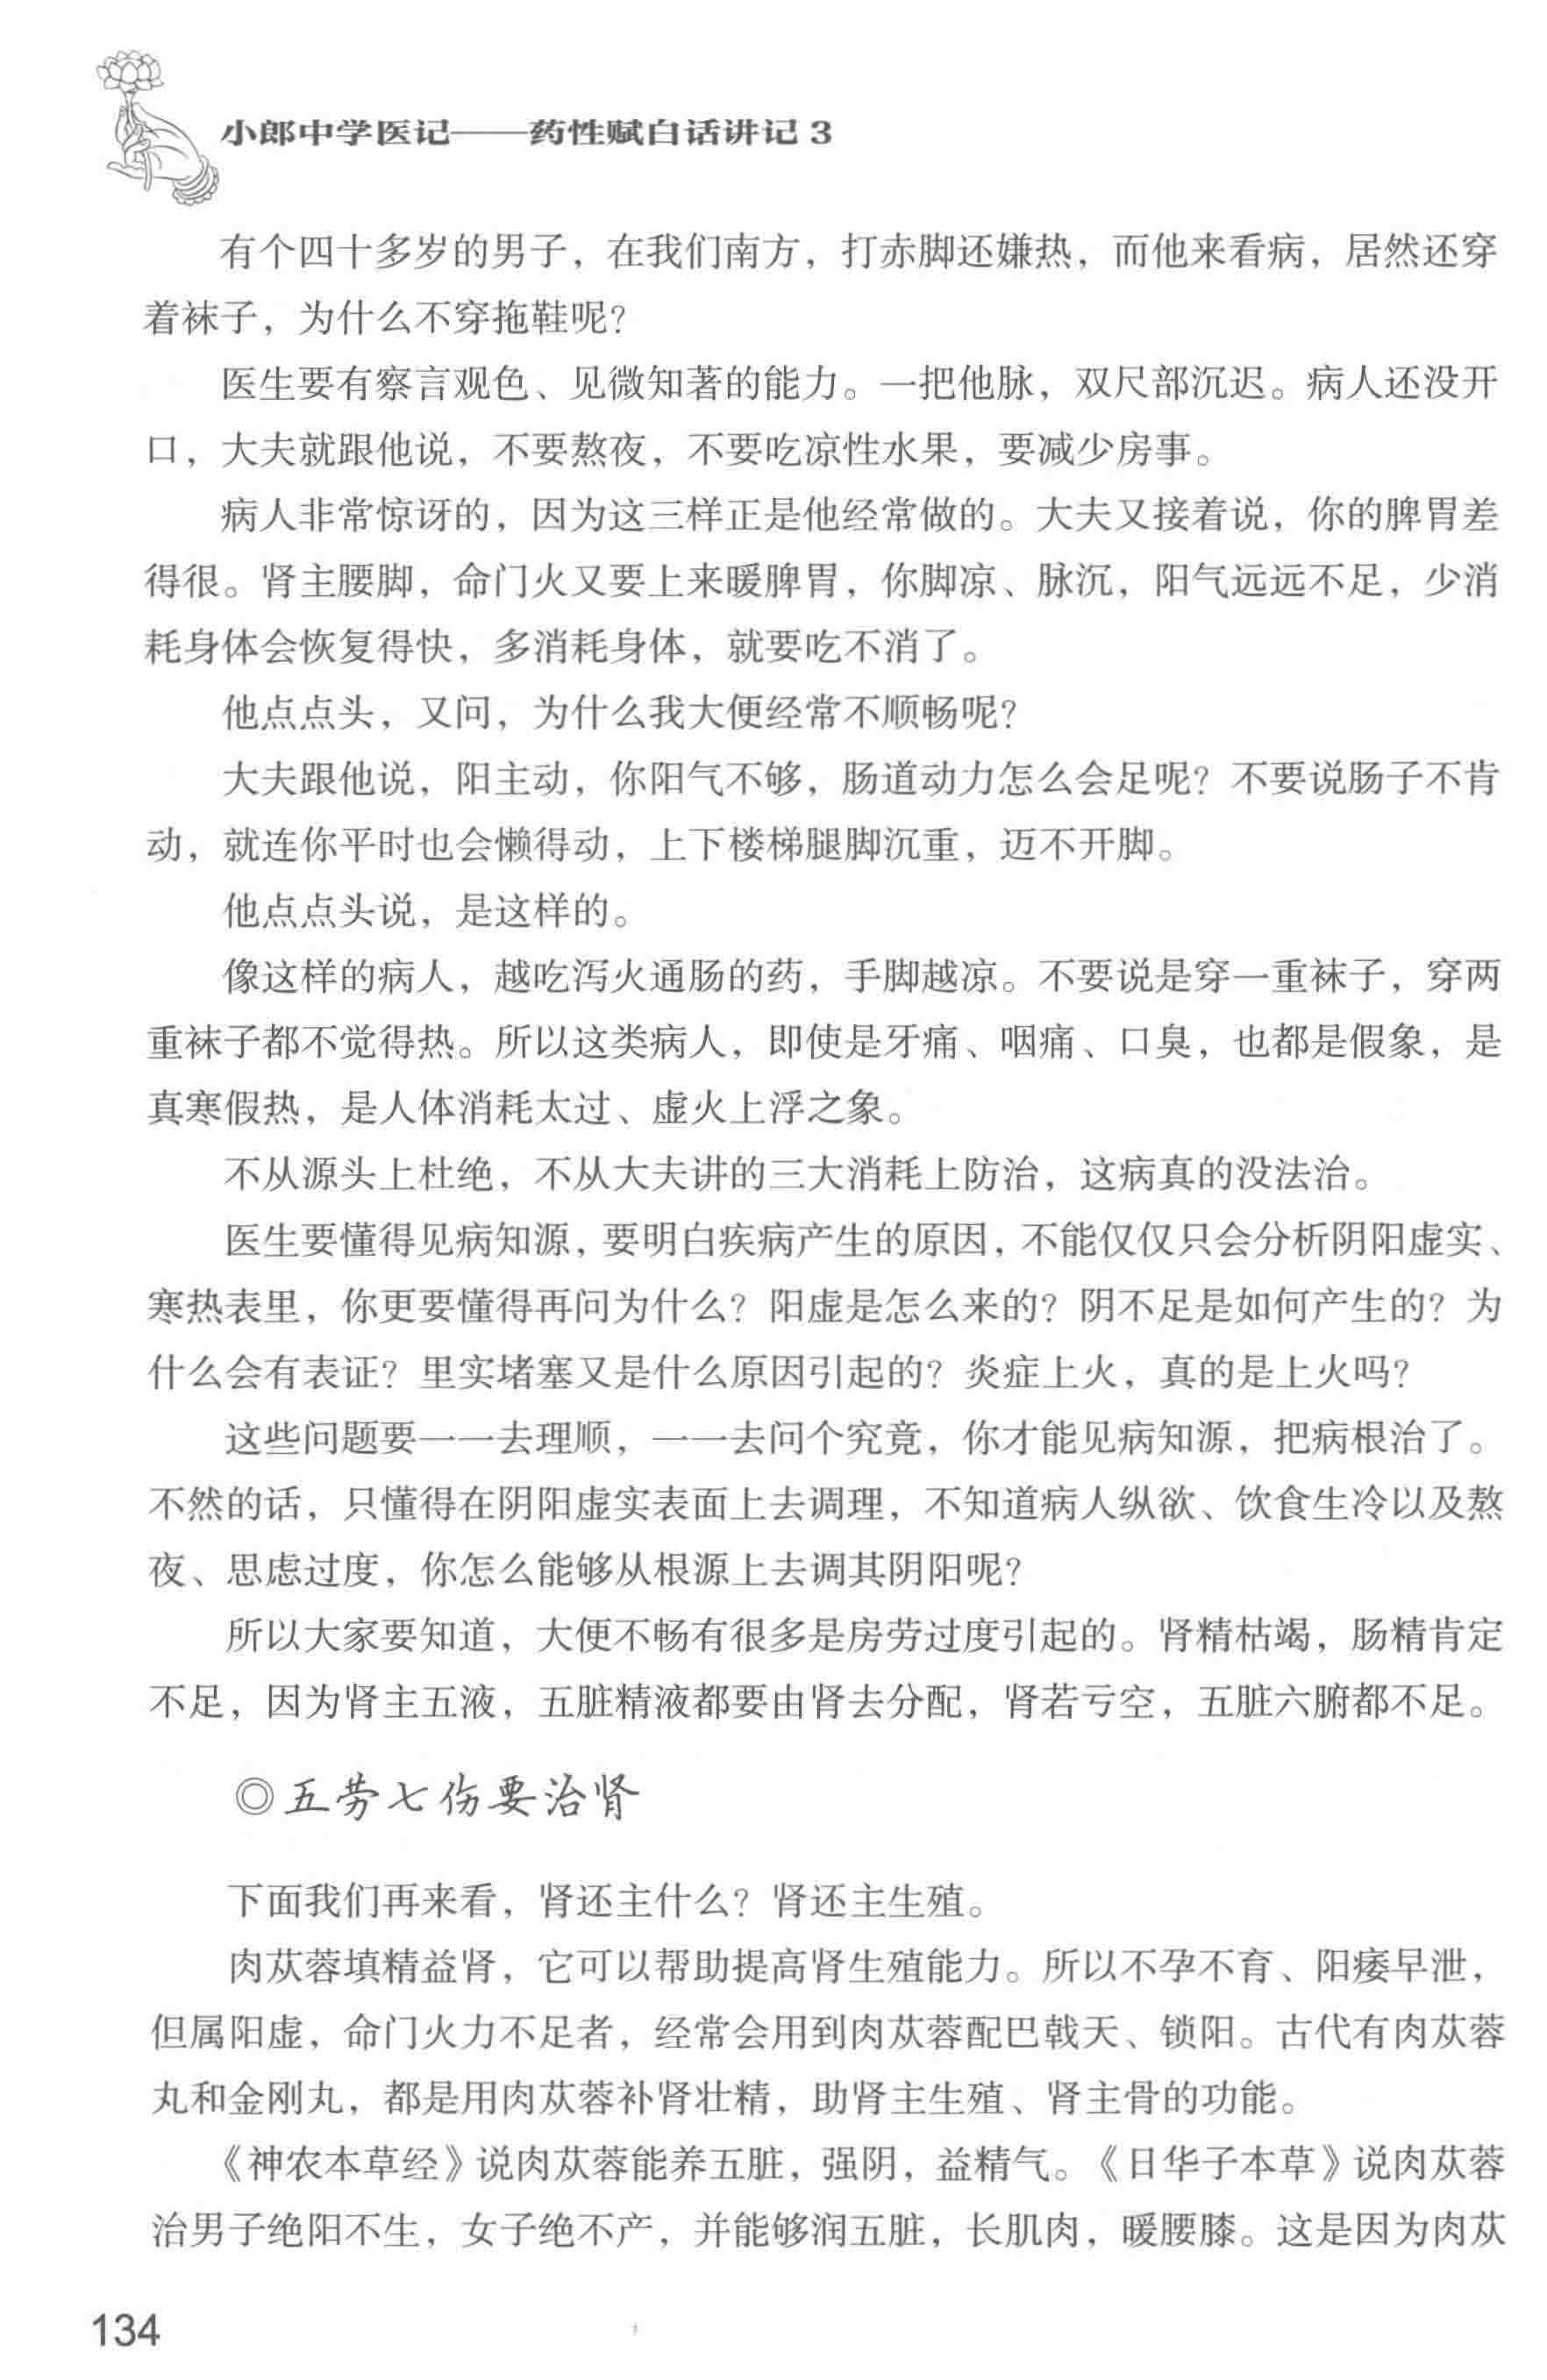 小郎中学医记——药性赋白话讲记 3
有个四十多岁的男子，在我们南方，打赤脚还嫌热，而他来看病，居然还穿
着袜子，为什么不穿拖鞋呢？
医生要有察言观色、见微知著的能力。一把他脉，双尺部沉迟。病人还没开
口，大夫就跟他说，不要熬夜，不要吃凉性水果，要减少房事。
病人非常惊讶的，因为这三样正是他经常做的。大夫又接着说，你的脾胃差
得很。肾主腰脚，命门火又要上来暖脾胃，你脚凉、脉沉，阳气远远不足，少消
耗身体会恢复得快，多消耗身体，就要吃不消了。
他点点头，又问，为什么我大便经常不顺畅呢？
大夫跟他说，阳主动，你阳气不够，肠道动力怎么会足呢？不要说肠子不肯
动，就连你平时也会懒得动，上下楼梯腿脚沉重，迈不开脚。
他点点头说，是这样的。
像这样的病人，越吃泻火通肠的药，手脚越凉。不要说是穿一重袜子，穿两
重袜子都不觉得热。所以这类病人，即使是牙痛、咽痛、口臭，也都是假象，是
真寒假热，是人体消耗太过、虚火上浮之象。
不从源头上杜绝，不从大夫讲的三大消耗上防治，这病真的没法治。
医生要懂得见病知源，要明白疾病产生的原因，不能仅仅只会分析阴阳虚实、
寒热表里，你更要懂得再问为什么？阳虚是怎么来的？阴不足是如何产生的？为
什么会有表证？里实堵塞又是什么原因引起的？炎症上火，真的是上火吗？
这些问题要一一去理顺，一一去问个究竟，你才能见病知源，把病根治了。
不然的话，只懂得在阴阳虚实表面上去调理，不知道病人纵欲、饮食生冷以及熬
夜、思虑过度，你怎么能够从根源上去调其阴阳呢？
所以大家要知道，大便不畅有很多是房劳过度引起的。肾精枯竭，肠精肯定
不足，因为肾主五液，五脏精液都要由肾去分配，肾若亏空，五脏六腑都不足。
◎五劳七伤要治肾
下面我们再来看，肾还主什么？肾还主生殖。
肉苁蓉填精益肾，它可以帮助提高肾生殖能力。所以不孕不育、阳痿早泄，
但属阳虚，命门火力不足者，经常会用到肉苁蓉配巴戟天、锁阳。古代有肉苁蓉
丸和金刚丸，都是用肉苁蓉补肾壮精，助肾主生殖、肾主骨的功能。
《神农本草经》说肉苁蓉能养五脏，强阴，益精气。《日华子本草》说肉苁蓉
治男子绝阳不生，女子绝不产，并能够润五脏，长肌肉，暖腰膝。这是因为肉苁
134